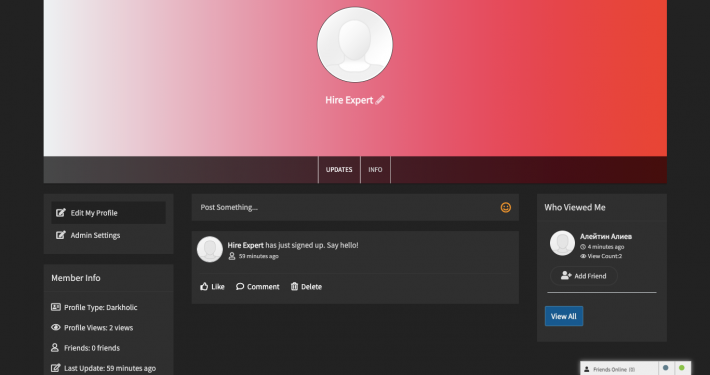 Hire Expert
UPDATES
INFO
Edit My Profile
Admin Settings
Member Info
Profile Type: Darkholic
Profile Views: 2 views
Friends: 0 friends
Last Update: 59 minutes ago
Post Something...
Hire Expert has just signed up. Say hello!
59 minutes ago
Like
Comment
Delete
Who Viewed Me
Алейтин Алиев
4 minutes ago
View Count:2
Add Friend
View All
Friends Online (0)